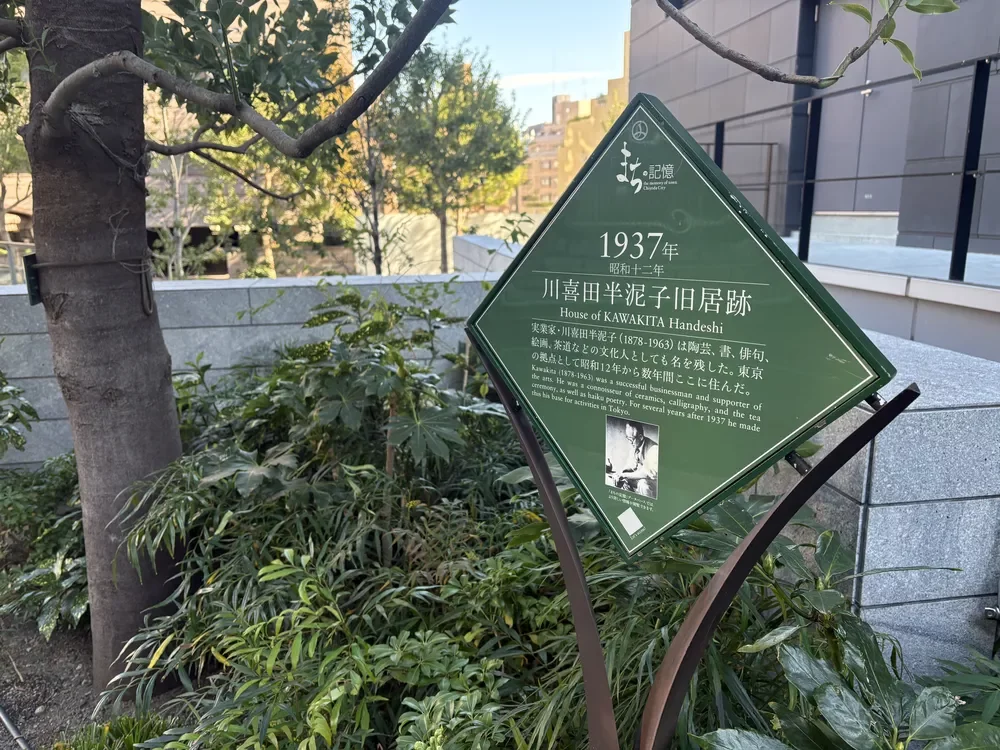 まち記憶
the memory of town
Chiyoda City
1937年
昭和十二年
川喜田半泥子旧居跡
House of KAWAKITA Handeshi
実業家・川喜田半泥子(1878-1963)は陶芸、書、俳句、
絵画、茶道などの文化人としても名を残した。東京
の拠点として昭和12年から数年間ここに住んだ。
Kawakita (1878-1963) was a successful businessman and supporter of
the arts. He was a connoisseur of ceramics, calligraphy, and the tea
ceremony, as well as haiku poetry. For several years after 1937 he made
this his base for activities in Tokyo.